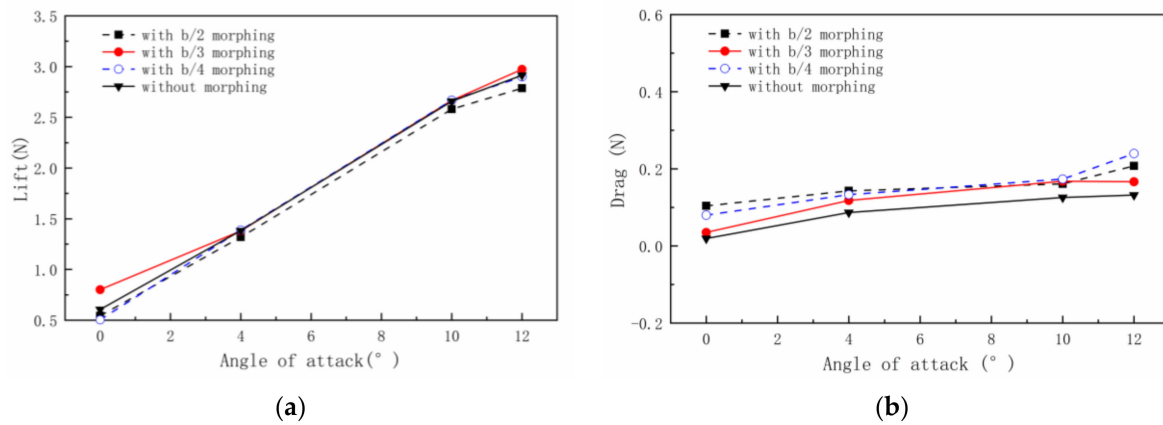 3.5
3.0
2.5
2.0
1.5
1.0
0.5
Lift(N)
with b/2 morphing
with b/3 morphing
with b/4 morphing
without morphing
0 2 4 6 8 10 12
Angle of attack(° )
(a)
0.6
0.4
0.2
0.0
-0.2
Drag (N)
with b/2 morphing
with b/3 morphing
with b/4 morphing
without morphing
0 2 4 6 8 10 12
Angle of attack (° )
(b)